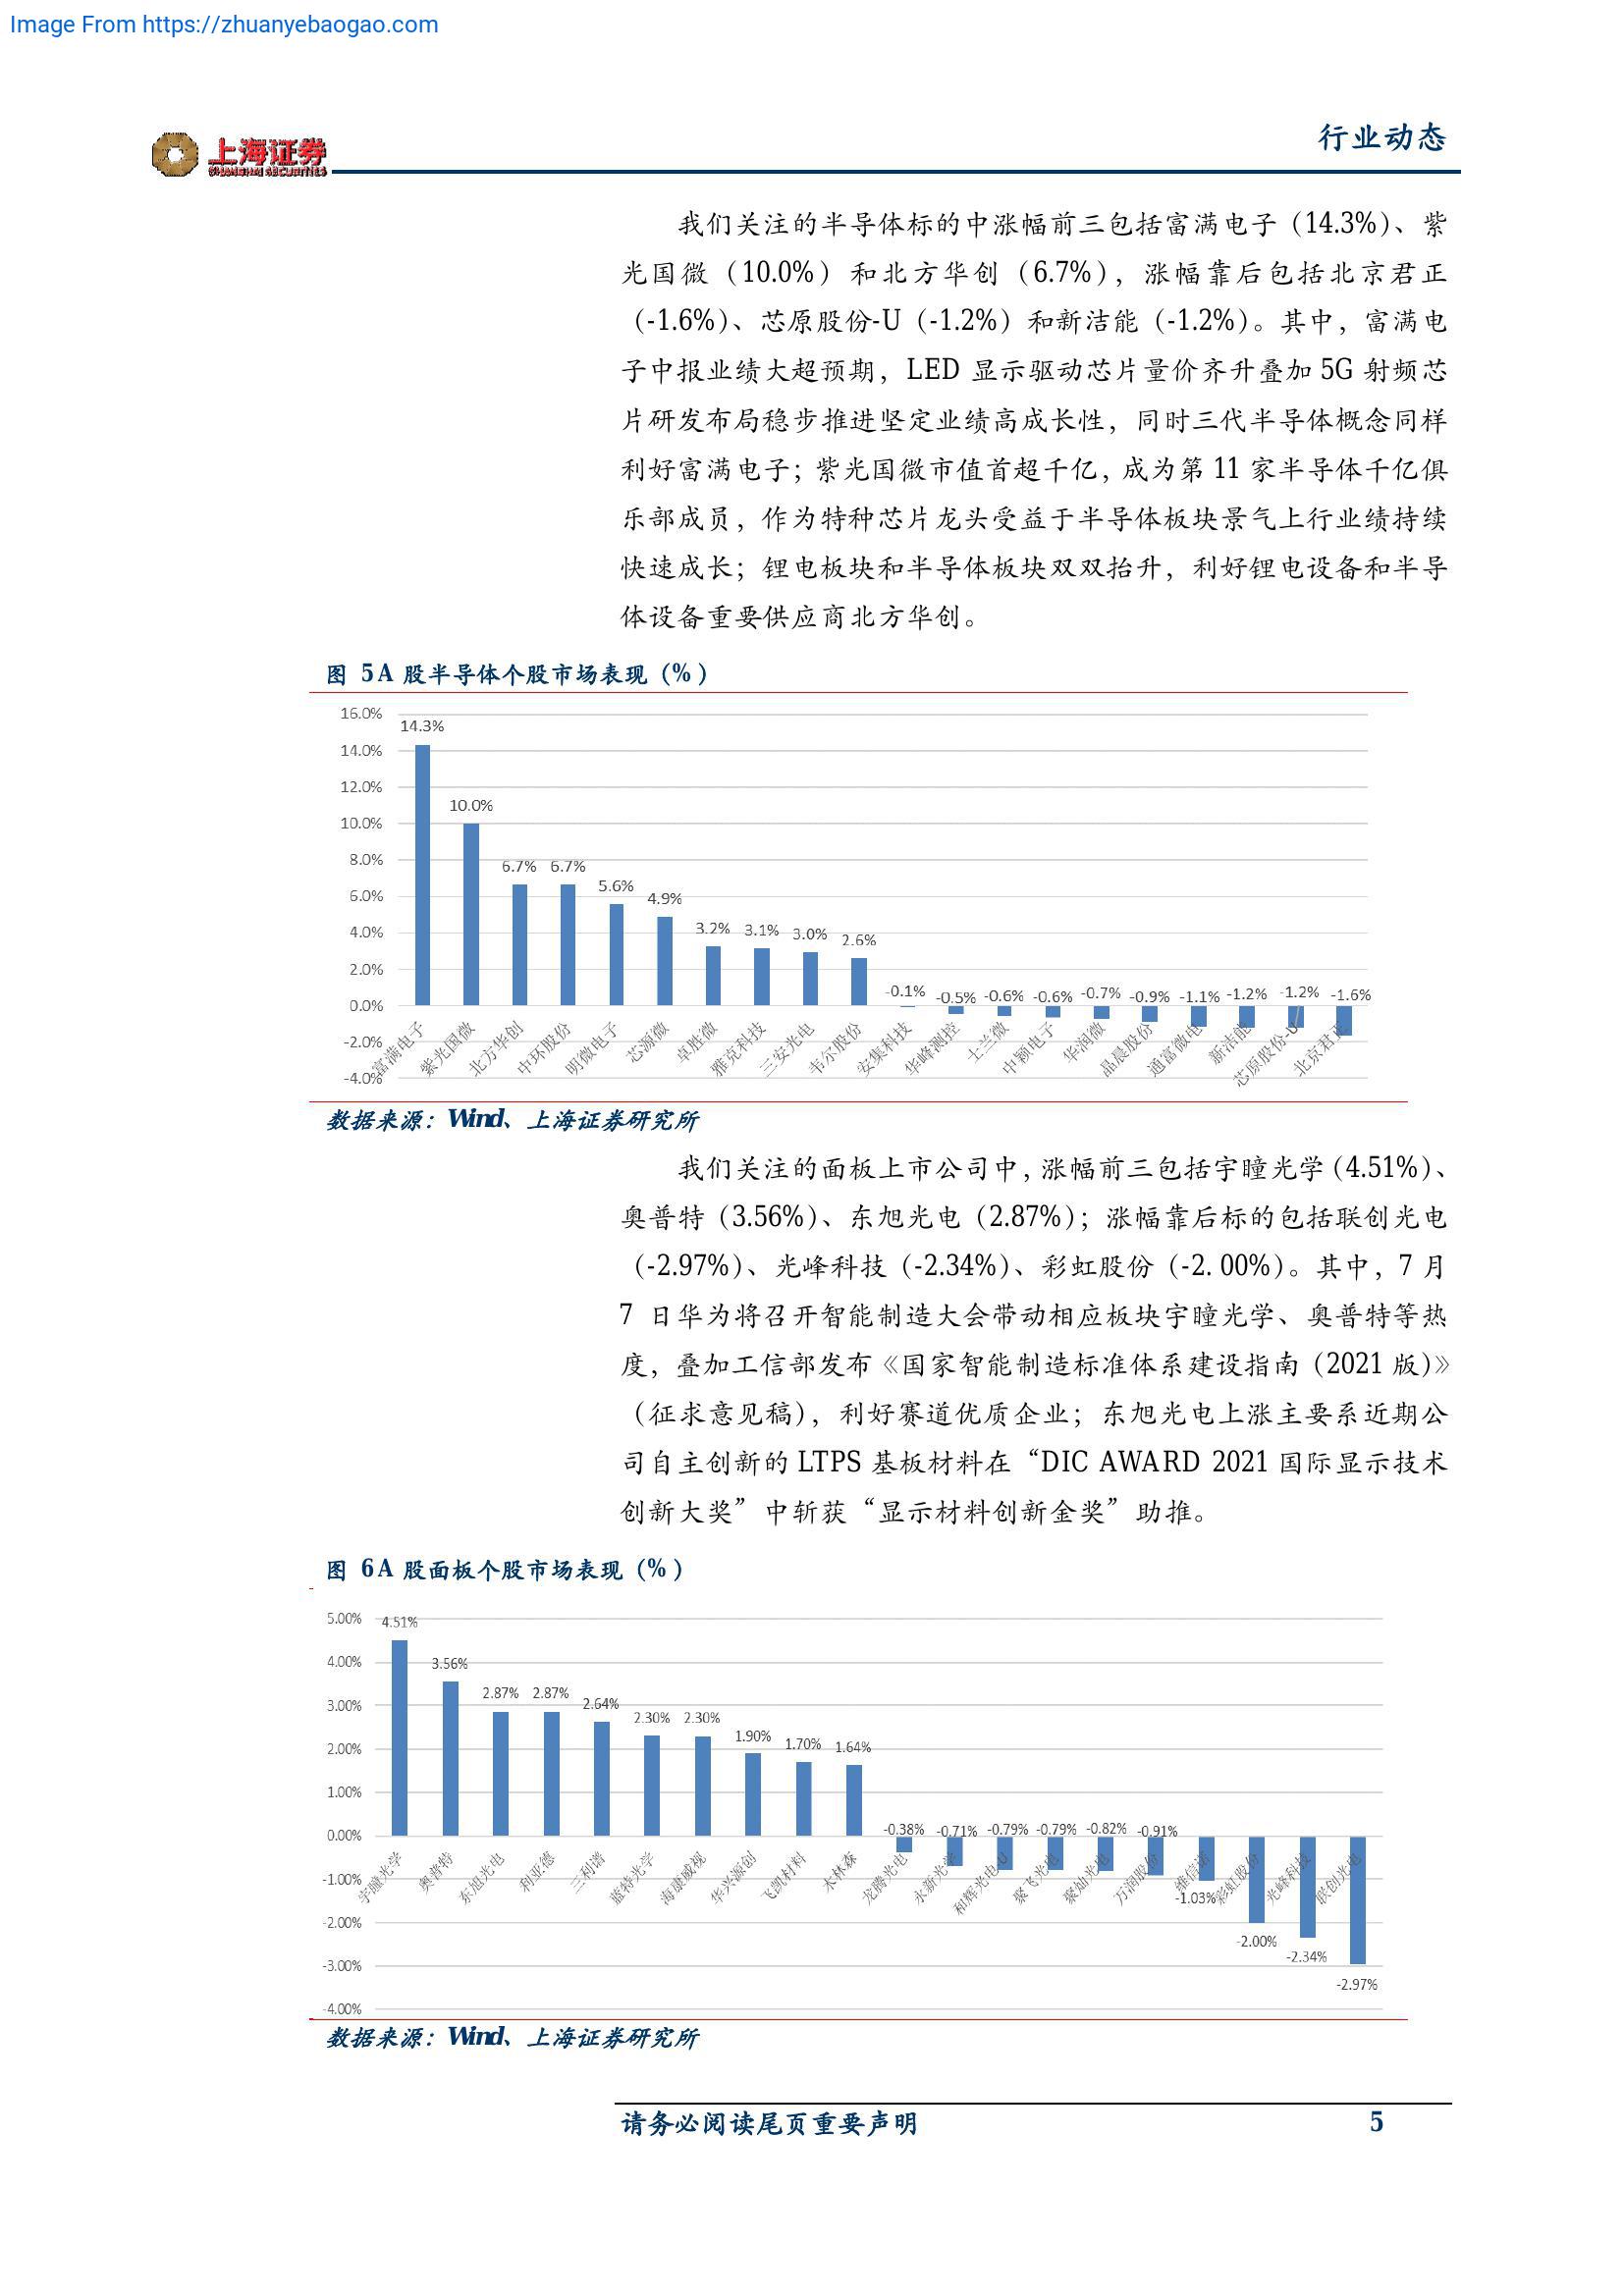 Image From https://zhuanyebaogao.com
上海证券
SHANGHAI SECURITIES
行业动态
我们关注的半导体标的中涨幅前三包括富满电子（14.3%）、紫
光国微（10.0%）和北方华创（6.7%），涨幅靠后包括北京君正
（-1.6%）、芯原股份-U（-1.2%）和新洁能（-1.2%）。其中，富满电
子中报业绩大超预期，LED 显示驱动芯片量价齐升叠加 5G 射频芯
片研发布局稳步推进坚定业绩高成长性，同时三代半导体概念同样
利好富满电子；紫光国微市值首超千亿，成为第 11 家半导体千亿俱
乐部成员，作为特种芯片龙头受益于半导体板块景气上行业绩持续
快速成长；锂电板块和半导体板块双双抬升，利好锂电设备和半导
体设备重要供应商北方华创。
图 5A 股半导体个股市场表现（%）
16.0%
14.0%
12.0%
10.0%
8.0%
6.0%
4.0%
2.0%
0.0%
-2.0%
-4.0%
14.3%
10.0%
6.7%
6.7%
5.6%
4.9%
3.2%
3.1%
3.0%
2.6%
-0.1%
-0.5%
-0.6%
-0.6%
-0.7%
-0.9%
-1.1%
-1.2%
-1.2%
-1.6%
富满电子
紫光国微
北方华创
中环股份
明微电子
芯源微
卓胜微
雅克科技
三安光电
韦尔股份
安集科技
华峰测控
士兰微
中颖电子
华润微
晶晨股份
通富微电
新洁能
芯原股份-U
北京君正
数据来源：Wind、上海证券研究所
我们关注的面板上市公司中，涨幅前三包括宇瞳光学（4.51%）、
奥普特（3.56%）、东旭光电（2.87%）；涨幅靠后标的包括联创光电
（-2.97%）、光峰科技（-2.34%）、彩虹股份（-2. 00%）。其中，7 月
7 日华为将召开智能制造大会带动相应板块宇瞳光学、奥普特等热
度，叠加工信部发布《国家智能制造标准体系建设指南（2021 版）》
（征求意见稿），利好赛道优质企业；东旭光电上涨主要系近期公
司自主创新的 LTPS 基板材料在“DIC AWARD 2021 国际显示技术
创新大奖”中斩获“显示材料创新金奖”助推。
图 6A 股面板个股市场表现（%）
5.00%
4.00%
3.00%
2.00%
1.00%
0.00%
-1.00%
-2.00%
-3.00%
-4.00%
4.51%
3.56%
2.87%
2.87%
2.64%
2.30%
2.30%
1.90%
1.70%
1.64%
-0.38%
-0.71%
-0.79%
-0.79%
-0.82%
-0.91%
-1.03%
-2.00%
-2.34%
-2.97%
宇瞳光学
奥普特
东旭光电
利亚德
三利谱
蓝特光学
海康威视
华兴源创
飞凯材料
木林森
龙腾光电
永新光学
和辉光电-U
聚飞光电
聚灿光电
万润股份
维信诺
彩虹股份
光峰科技
联创光电
数据来源：Wind、上海证券研究所
请务必阅读尾页重要声明
5